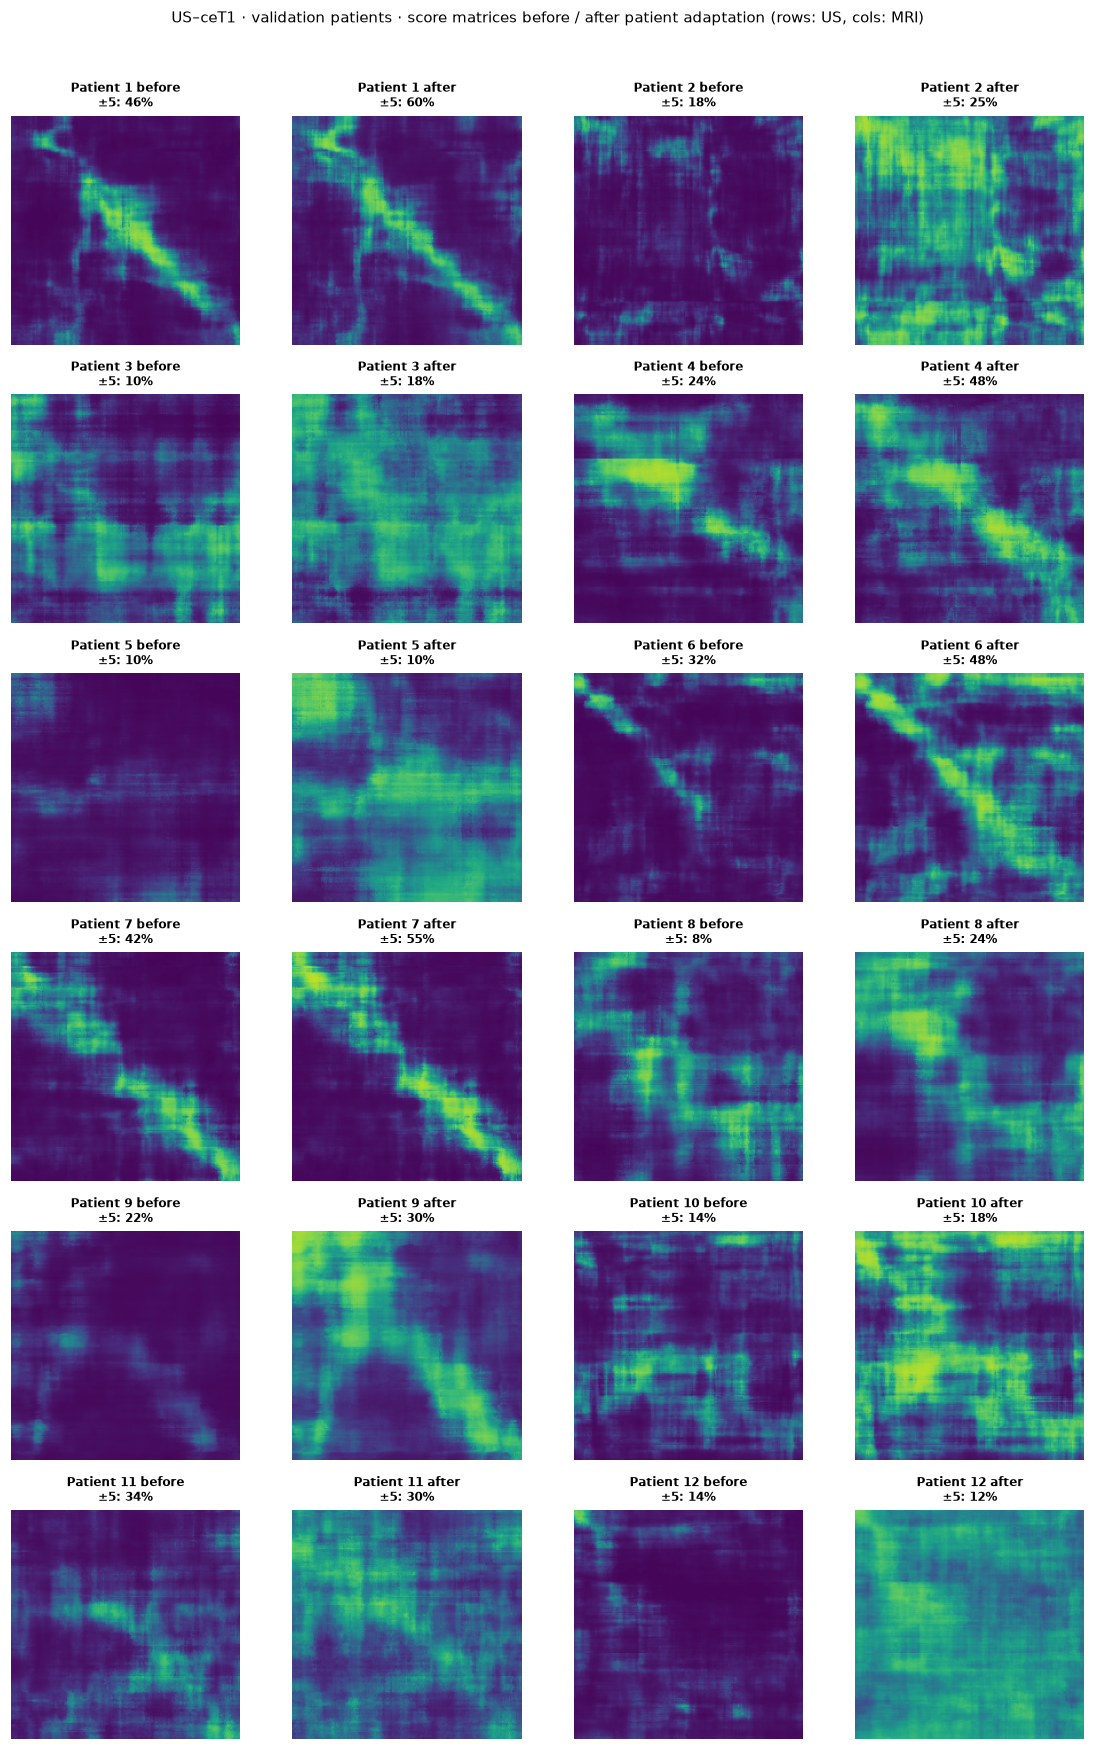 US–ceT1 · validation patients · score matrices before / after patient adaptation (rows: US, cols: MRI)
Patient 1 before
±5: 46%
Patient 1 after
±5: 60%
Patient 2 before
±5: 18%
Patient 2 after
±5: 25%
Patient 3 before
±5: 10%
Patient 3 after
±5: 18%
Patient 4 before
±5: 24%
Patient 4 after
±5: 48%
Patient 5 before
±5: 10%
Patient 5 after
±5: 10%
Patient 6 before
±5: 32%
Patient 6 after
±5: 48%
Patient 7 before
±5: 42%
Patient 7 after
±5: 55%
Patient 8 before
±5: 8%
Patient 8 after
±5: 24%
Patient 9 before
±5: 22%
Patient 9 after
±5: 30%
Patient 10 before
±5: 14%
Patient 10 after
±5: 18%
Patient 11 before
±5: 34%
Patient 11 after
±5: 30%
Patient 12 before
±5: 14%
Patient 12 after
±5: 12%